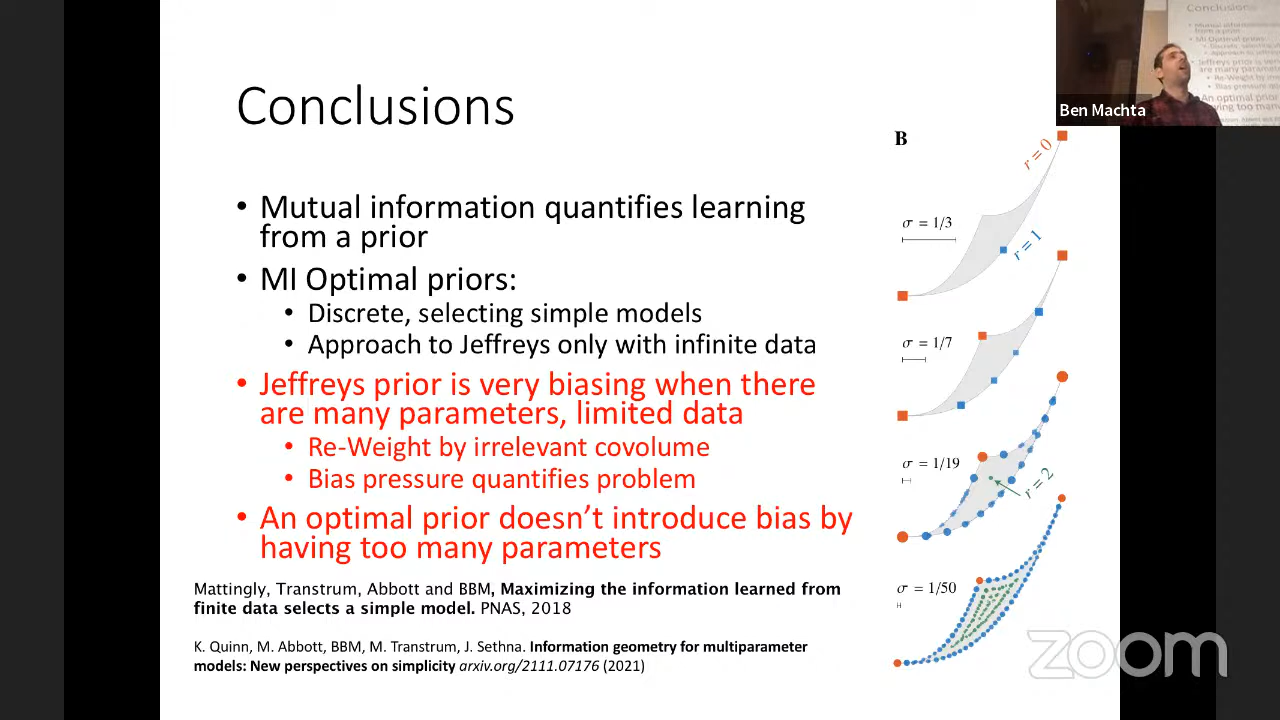 Conclusions
• Mutual information quantifies learning
from a prior
• MI Optimal priors:
• Discrete, selecting simple models
• Approach to Jeffreys only with infinite data
• Jeffreys prior is very biasing when there
are many parameters, limited data
• Re-Weight by irrelevant covolume
• Bias pressure quantifies problem
• An optimal prior doesn’t introduce bias by
having too many parameters
Mattingly, Transtrum, Abbott and BBM, Maximizing the information learned from
finite data selects a simple model. PNAS, 2018
K. Quinn, M. Abbott, BBM, M. Transtrum, J. Sethna. Information geometry for multiparameter
models: New perspectives on simplicity arxiv.org/2111.07176 (2021)
B
r = 0
σ = 1/3
r = 1
σ = 1/7
σ = 1/19
r = 2
σ = 1/50
Conclusions
Ben Machta
zoom